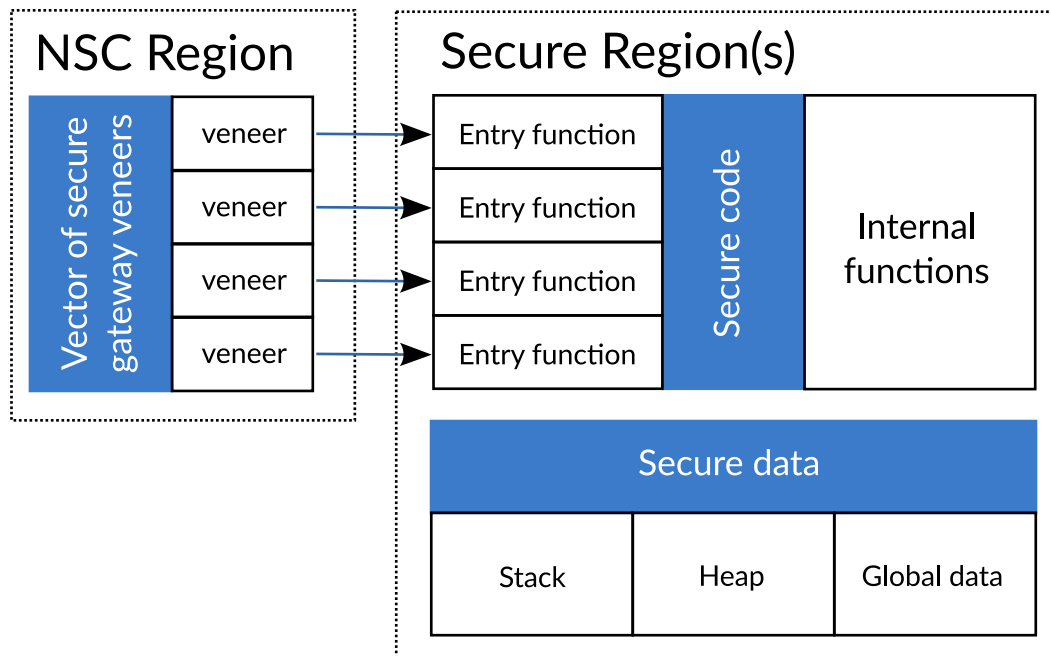 NSC Region
Vector of secure
gateway veneers
veneer
veneer
veneer
veneer
Secure Region(s)
Entry function
Entry function
Entry function
Entry function
Secure code
Internal
functions
Secure data
Stack
Heap
Global data